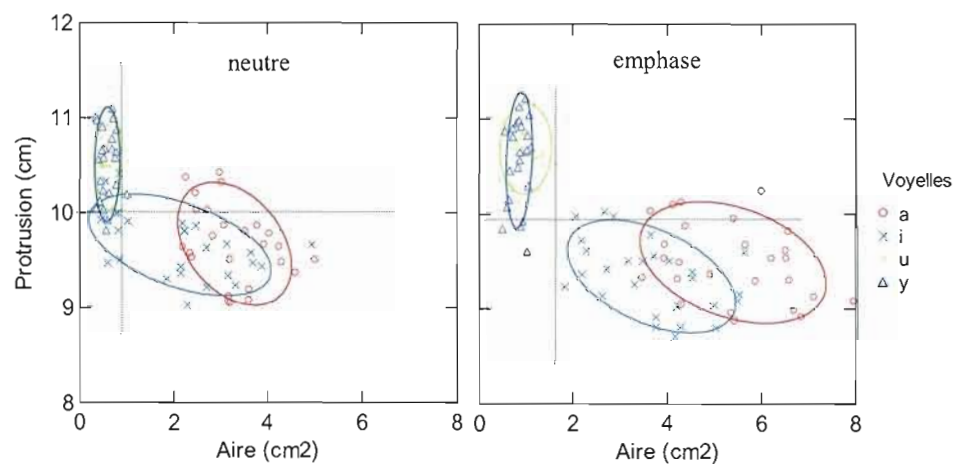 12
11
10
9
8
Protrusion (cm)
neutre
0 2 4 6 8
Aire (cm2)
emphase
0 2 4 6 8
Aire (cm2)
Voyelles
a
i
u
y